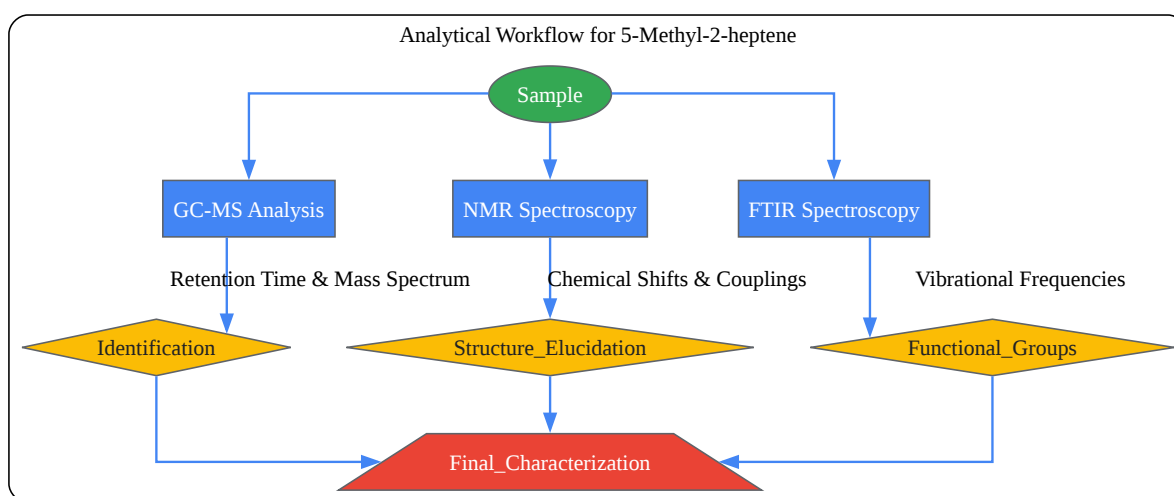 Analytical Workflow for 5-Methyl-2-heptene
Sample
GC-MS Analysis
NMR Spectroscopy
FTIR Spectroscopy
Retention Time & Mass Spectrum
Chemical Shifts & Couplings
Vibrational Frequencies
Identification
Structure_Elucidation
Functional_Groups
Final_Characterization